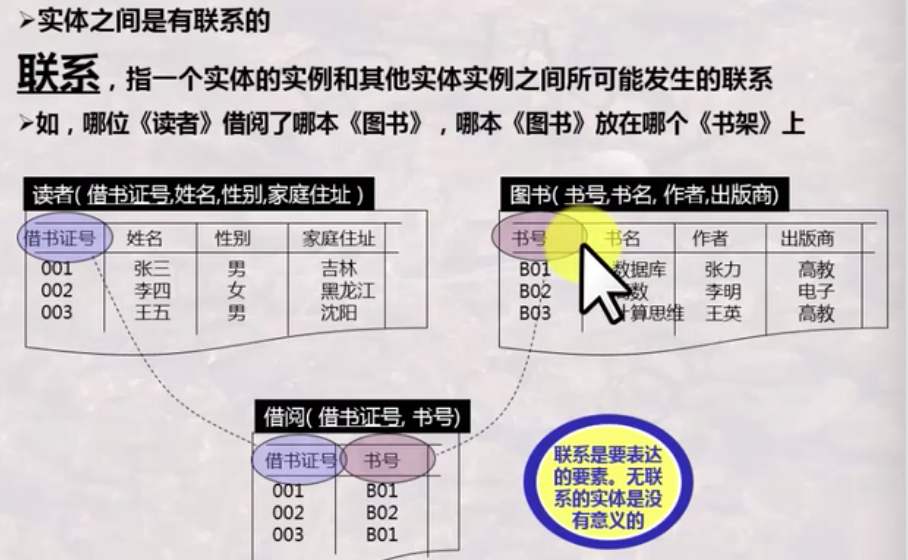 ➢实体之间是有联系的
联系，指一个实体的实例和其他实体实例之间所可能发生的联系
➢如，哪位《读者》借阅了哪本《图书》，哪本《图书》放在哪个《书架》上
读者( 借书证号,姓名,性别,家庭住址 )
借书证号 姓名 性别 家庭住址
001 张三 男 吉林
002 李四 女 黑龙江
003 王五 男 沈阳
图书( 书号,书名, 作者,出版商)
书号 书名 作者 出版商
B01 数据库 张力 高教
B02 数 李明 电子
B03 算思维 王英 高教
借阅( 借书证号, 书号)
借书证号 书号
001 B01
002 B02
003 B01
联系是要表达
的要素。无联
系的实体是没
有意义的